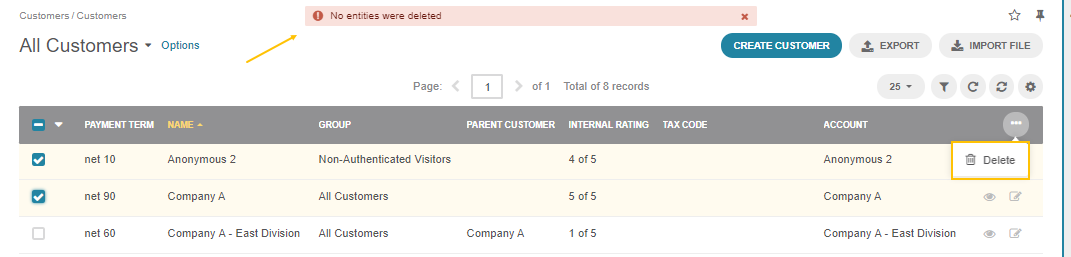 Customers / Customers
No entities were deleted
All Customers Options
CREATE CUSTOMER EXPORT IMPORT FILE
Page: 1 of 1 Total of 8 records 25
PAYMENT TERM NAME GROUP PARENT CUSTOMER INTERNAL RATING TAX CODE ACCOUNT
net 10 Anonymous 2 Non-Authenticated Visitors 4 of 5 Anonymous 2
Delete
net 90 Company A All Customers 5 of 5 Company A
net 60 Company A - East Division All Customers Company A 1 of 5 Company A - East Division